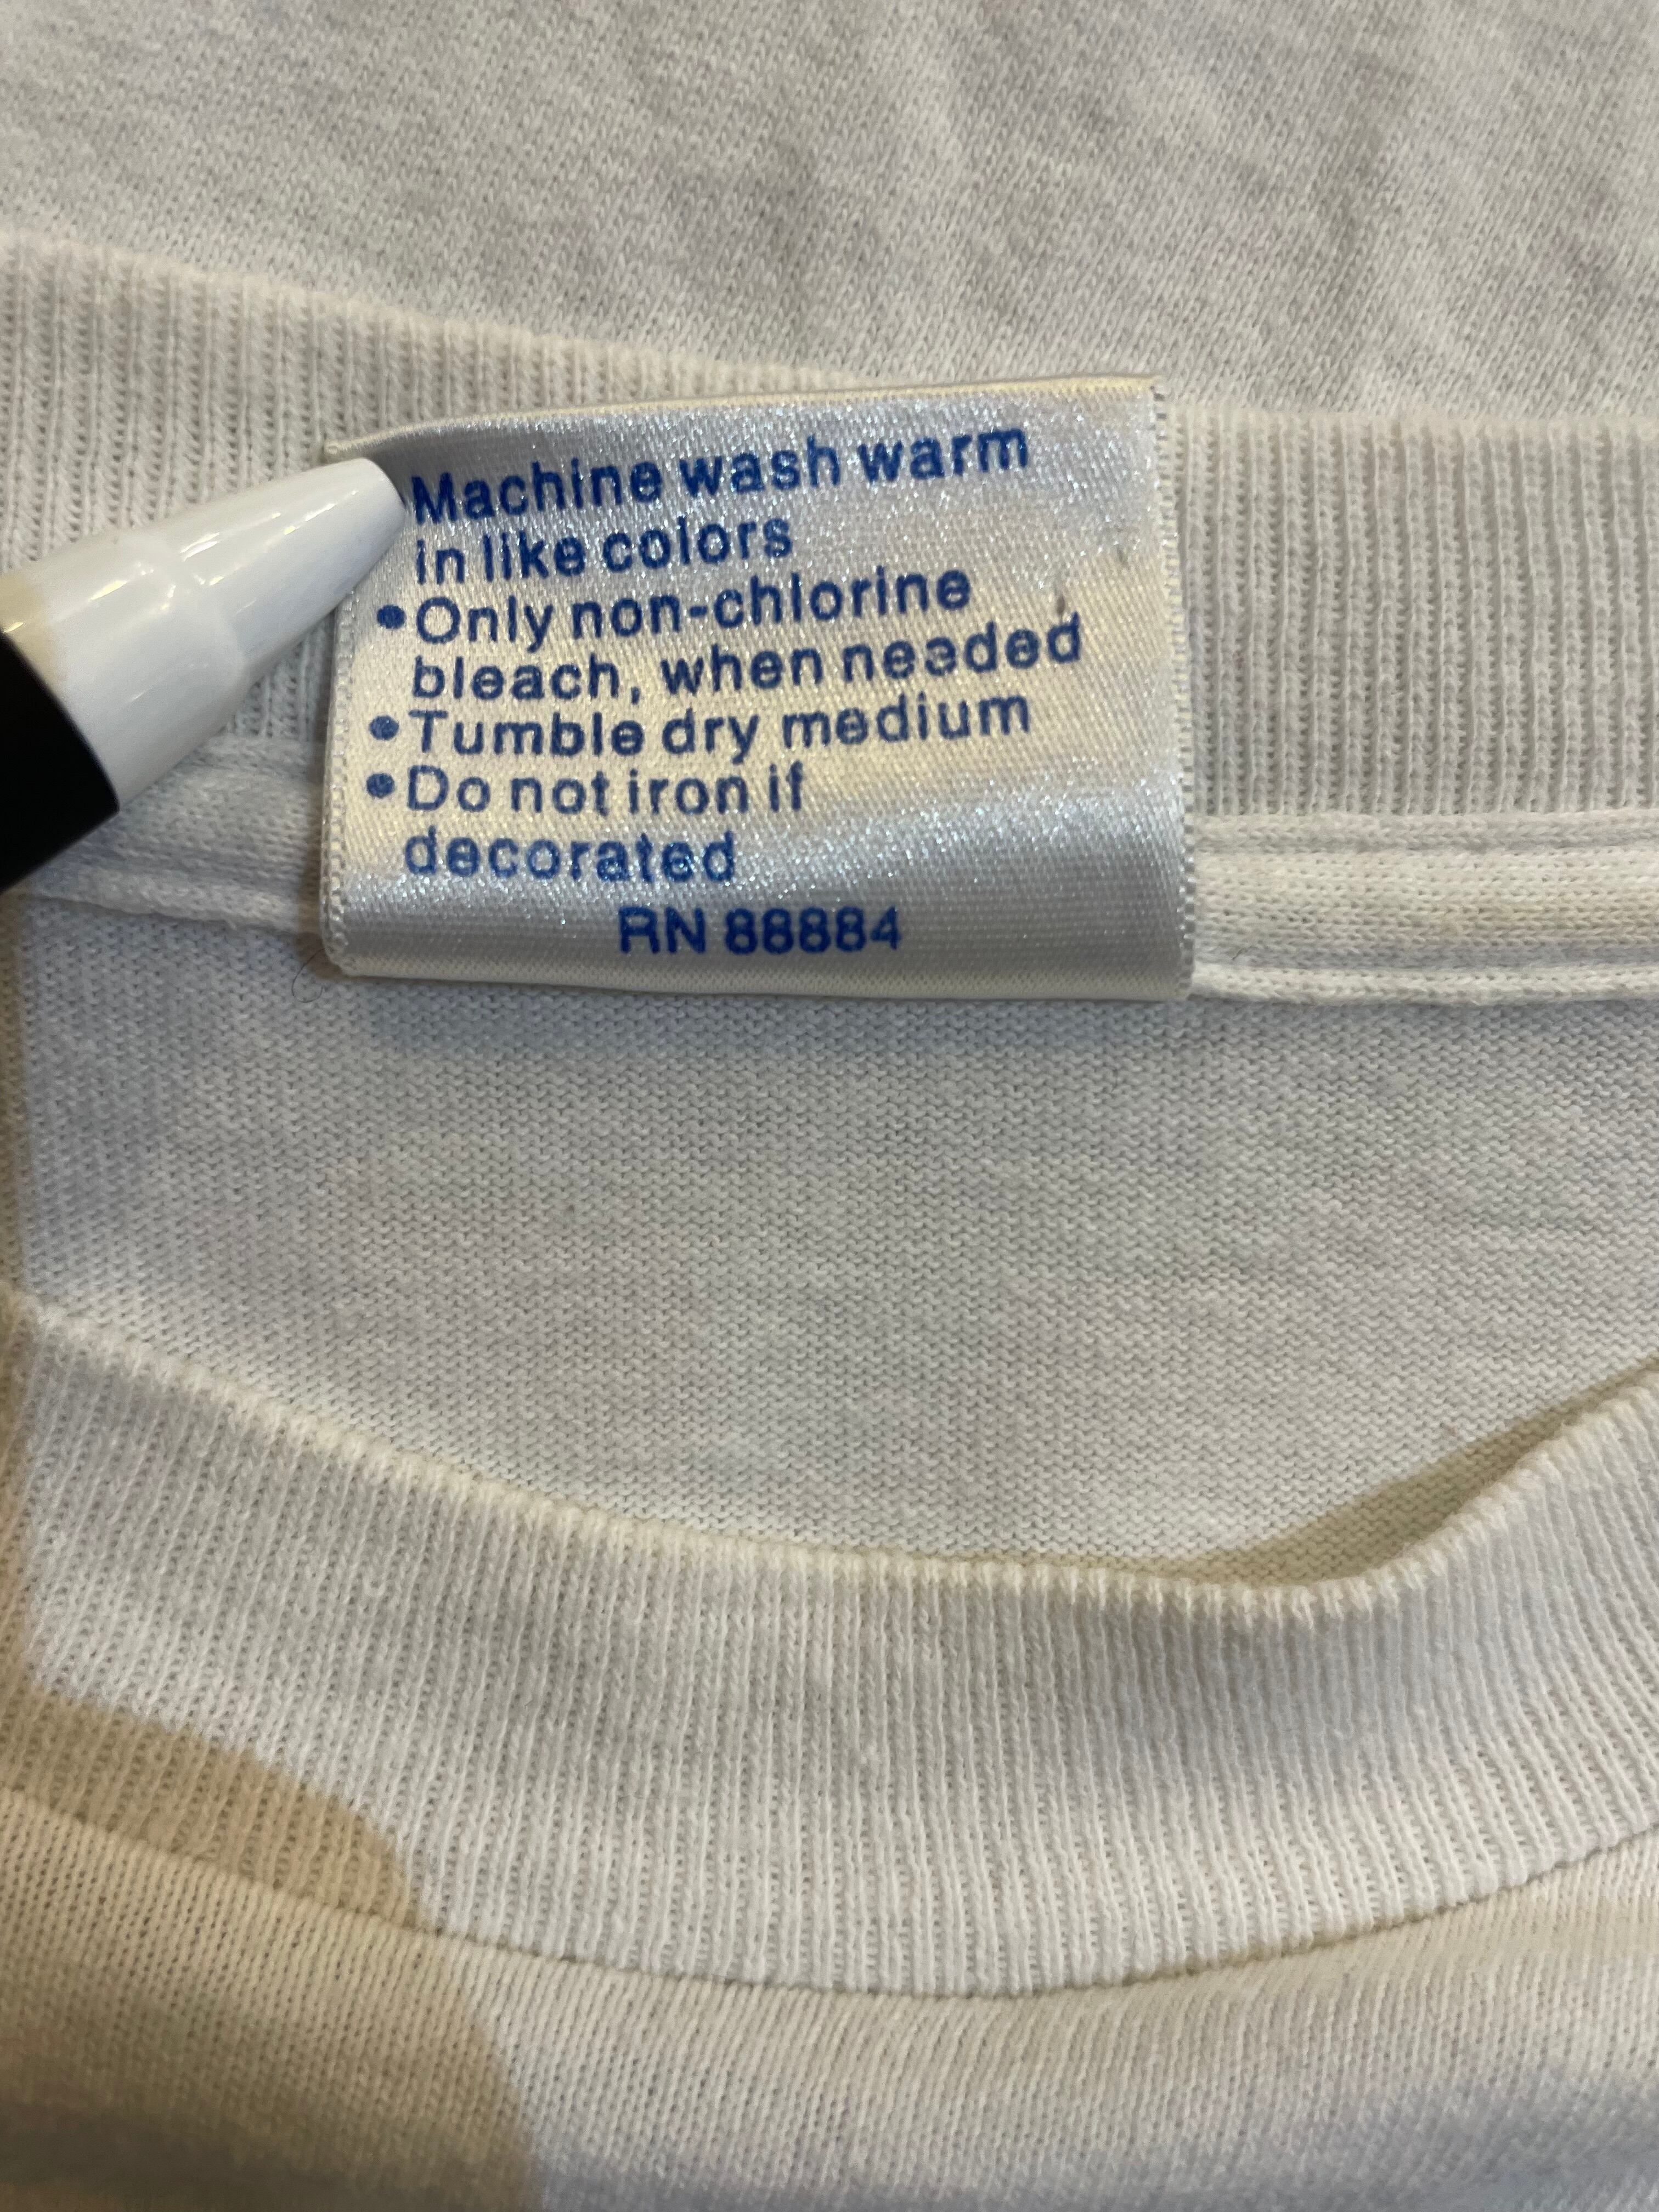 Machine wash warm
in like colors
•Only non-chlorine
bleach, when needed
•Tumble dry medium
•Do not iron if
decorated
RN 88884